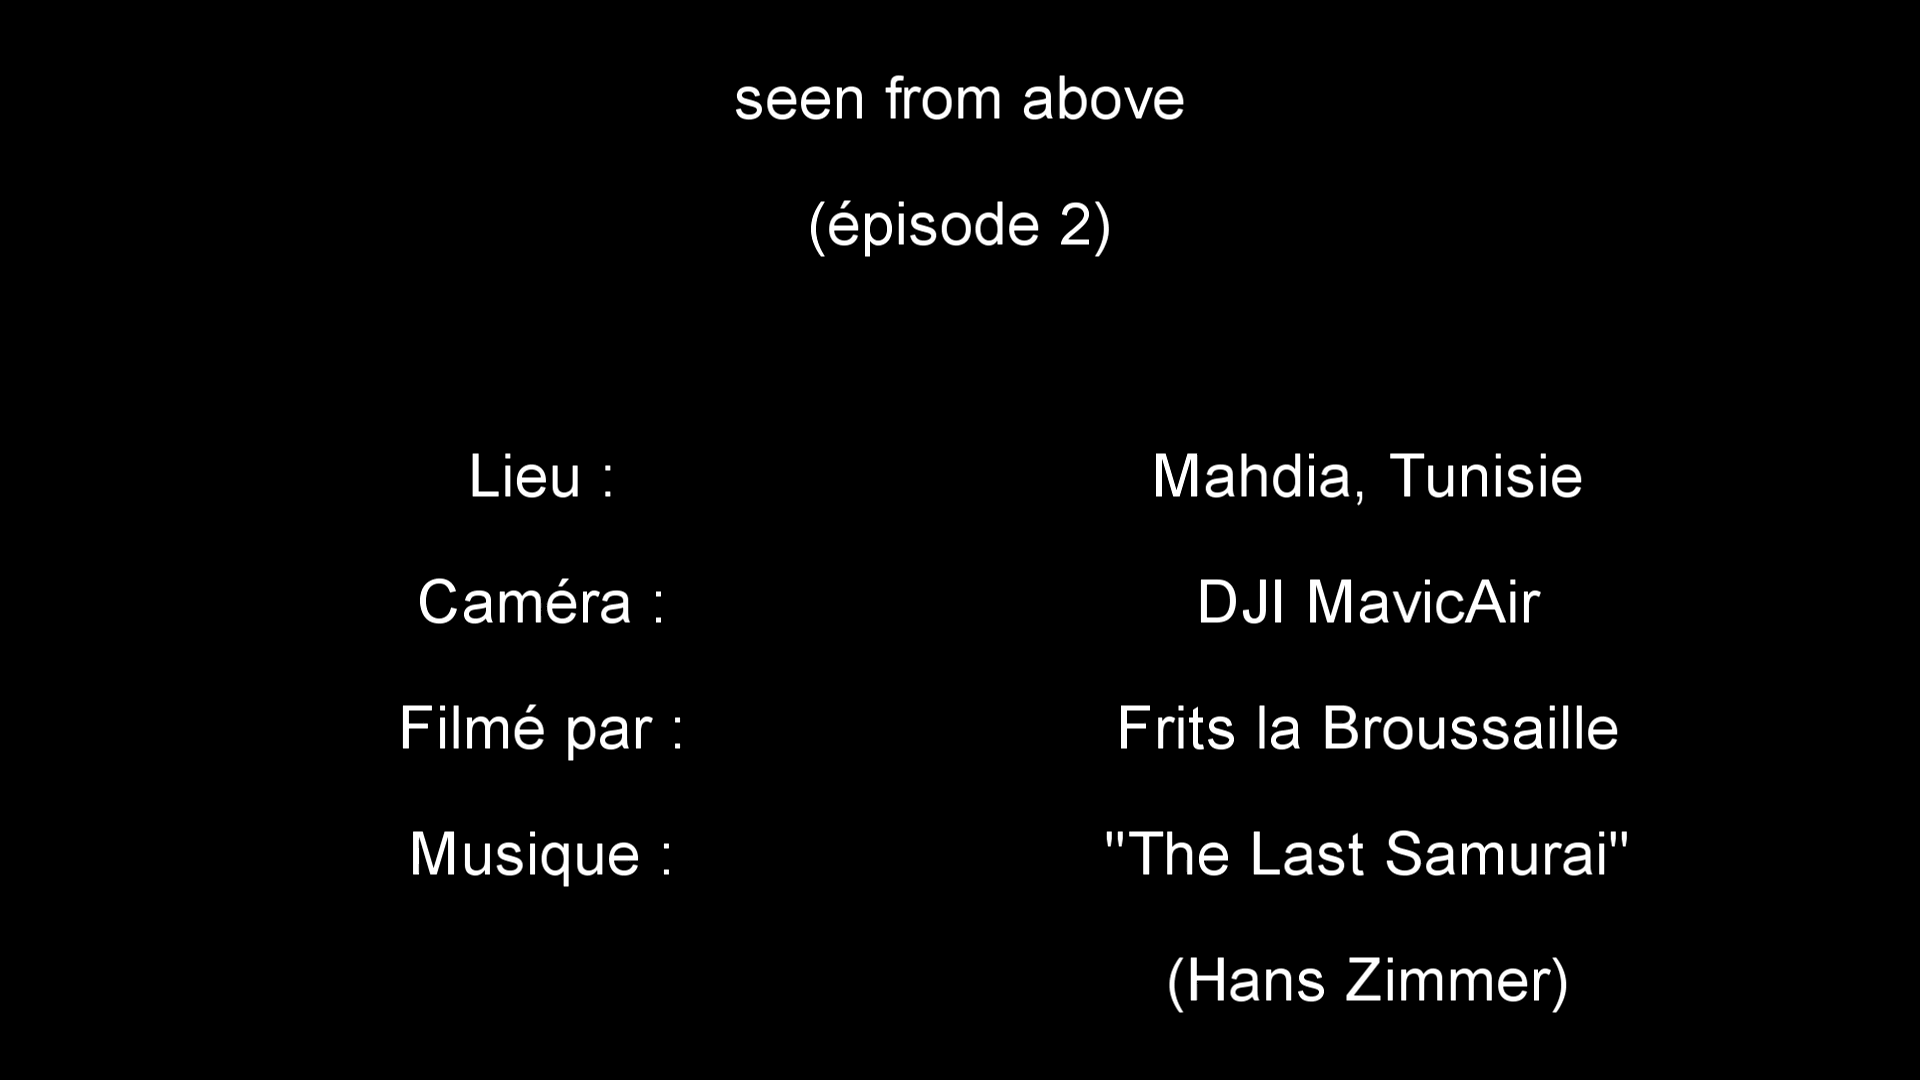 seen from above
(épisode 2)
Lieu : Mahdia, Tunisie
Caméra : DJI MavicAir
Filmé par : Frits la Broussaille
Musique : "The Last Samurai"
(Hans Zimmer)